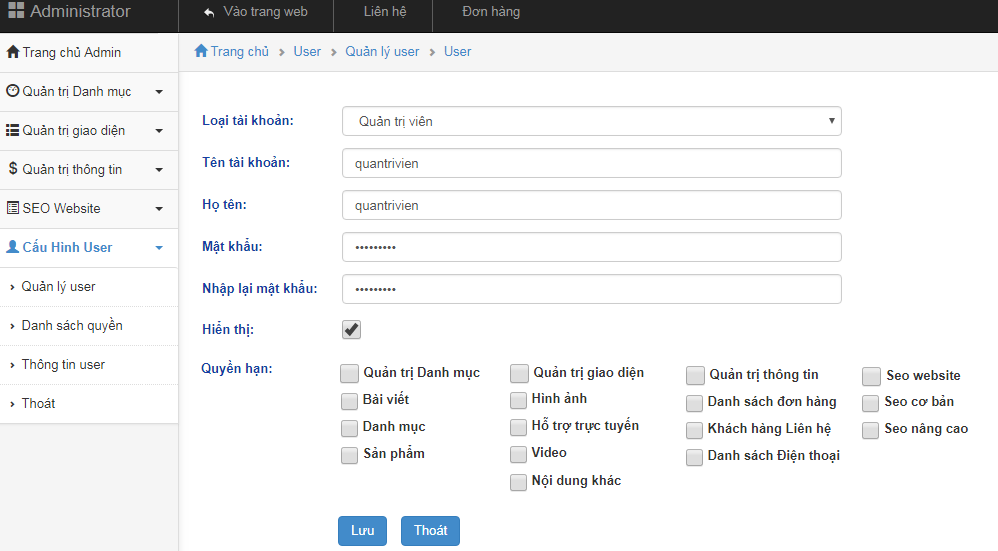 Administrator
Vào trang web
Liên hệ
Đơn hàng
Trang chủ Admin
Quản trị Danh mục
Quản trị giao diện
Quản trị thông tin
SEO Website
Cấu Hình User
Quản lý user
Danh sách quyền
Thông tin user
Thoát
Trang chủ > User > Quản lý user > User
Loại tài khoản:
Quản trị viên
Tên tài khoản:
quantrivien
Họ tên:
quantrivien
Mật khẩu:
•••••••••
Nhập lại mật khẩu:
•••••••••
Hiển thị:
Quyền hạn:
Quản trị Danh mục
Bài viết
Danh mục
Sản phẩm
Quản trị giao diện
Hình ảnh
Hỗ trợ trực tuyến
Video
Nội dung khác
Quản trị thông tin
Danh sách đơn hàng
Khách hàng Liên hệ
Danh sách Điện thoại
Seo website
Seo cơ bản
Seo nâng cao
Lưu
Thoát